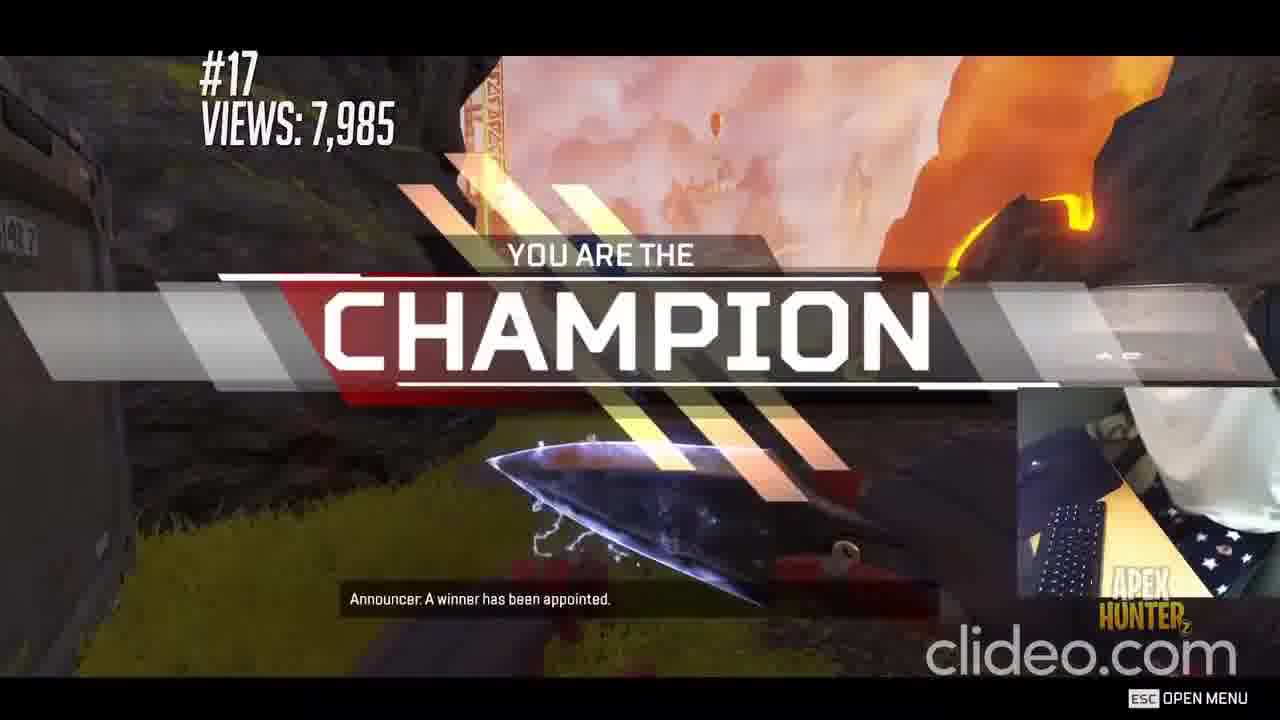 #17
VIEWS: 7,985
YOU ARE THE
CHAMPION
Announcer: A winner has been appointed.
APEX
HUNTERZ
clideo.com
ESC OPEN MENU